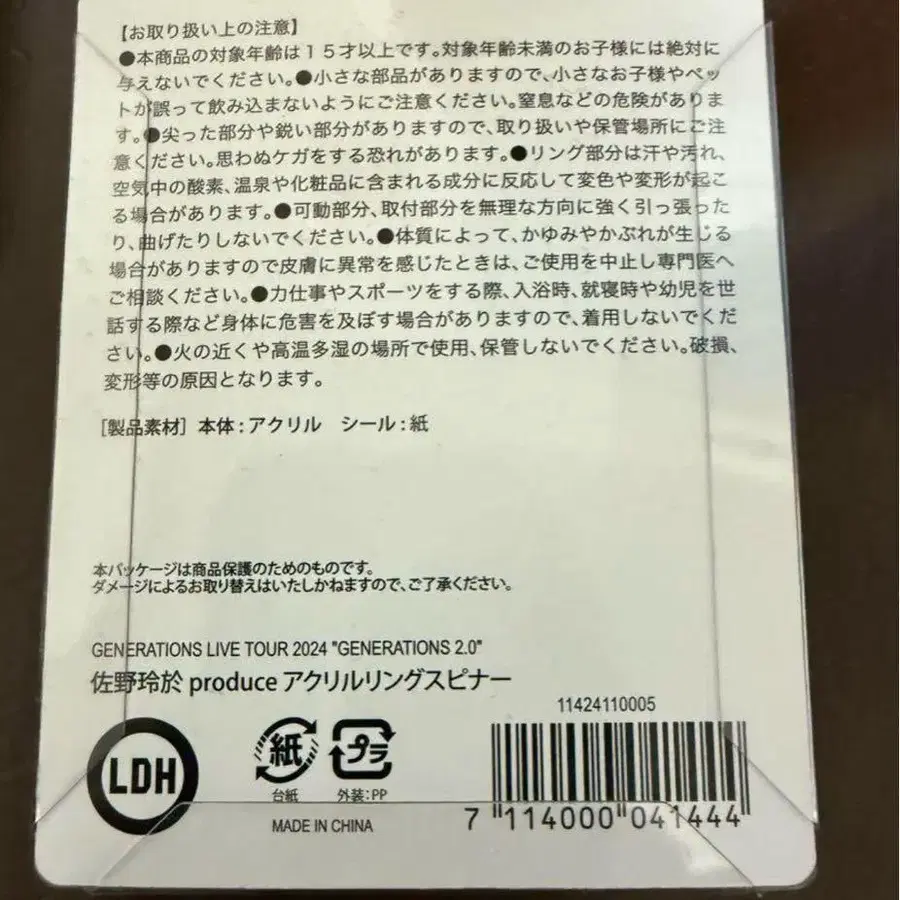 【お取り扱い上の注意】
●本商品の対象年齢は15才以上です。対象年齢未満のお子様には絶対に
与えないでください。●小さな部品がありますので、小さなお子様やペッ
トが誤って飲み込まないようにご注意ください。窒息などの危険がありま
す。●尖った部分や鋭い部分がありますので、取り扱いや保管場所にご注
意ください。思わぬケガをする恐れがあります。●リング部分は汗や汚れ、
空気中の酸素、温泉や化粧品に含まれる成分に反応して変色や変形が起こ
る場合があります。●可動部分、取付部分を無理な方向に強く引っ張った
り、曲げたりしないでください。●体質によって、かゆみやかぶれが生じる
場合がありますので皮膚に異常を感じたときは、ご使用を中止し専門医へ
ご相談ください。●力仕事やスポーツをする際、入浴時、就寝時や幼児を世
話する際など身体に危害を及ぼす場合がありますので、着用しないでくだ
さい。●火の近くや高温多湿の場所で使用、保管しないでください。破損、
変形等の原因となります。
[製品素材] 本体：アクリル　シール：紙
本パッケージは商品保護のためのものです。
ダメージによるお取り替えはいたしかねますので、ご了承ください。
GENERATIONS LIVE TOUR 2024 "GENERATIONS 2.0"
佐野玲於 produce アクリルリングスピナー
11424110005
LDH
紙
プラ
台紙
外装：PP
MADE IN CHINA
7 114000 041444